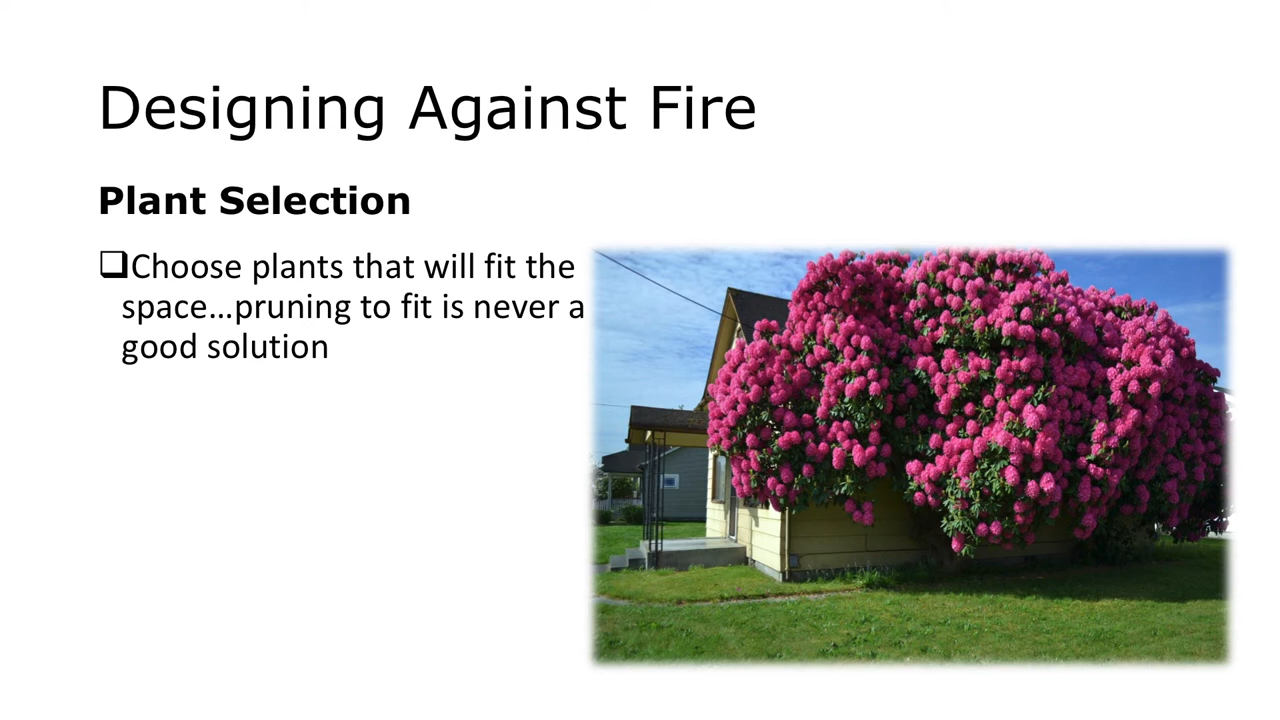 Designing Against Fire
Plant Selection
❑Choose plants that will fit the
space…pruning to fit is never a
good solution